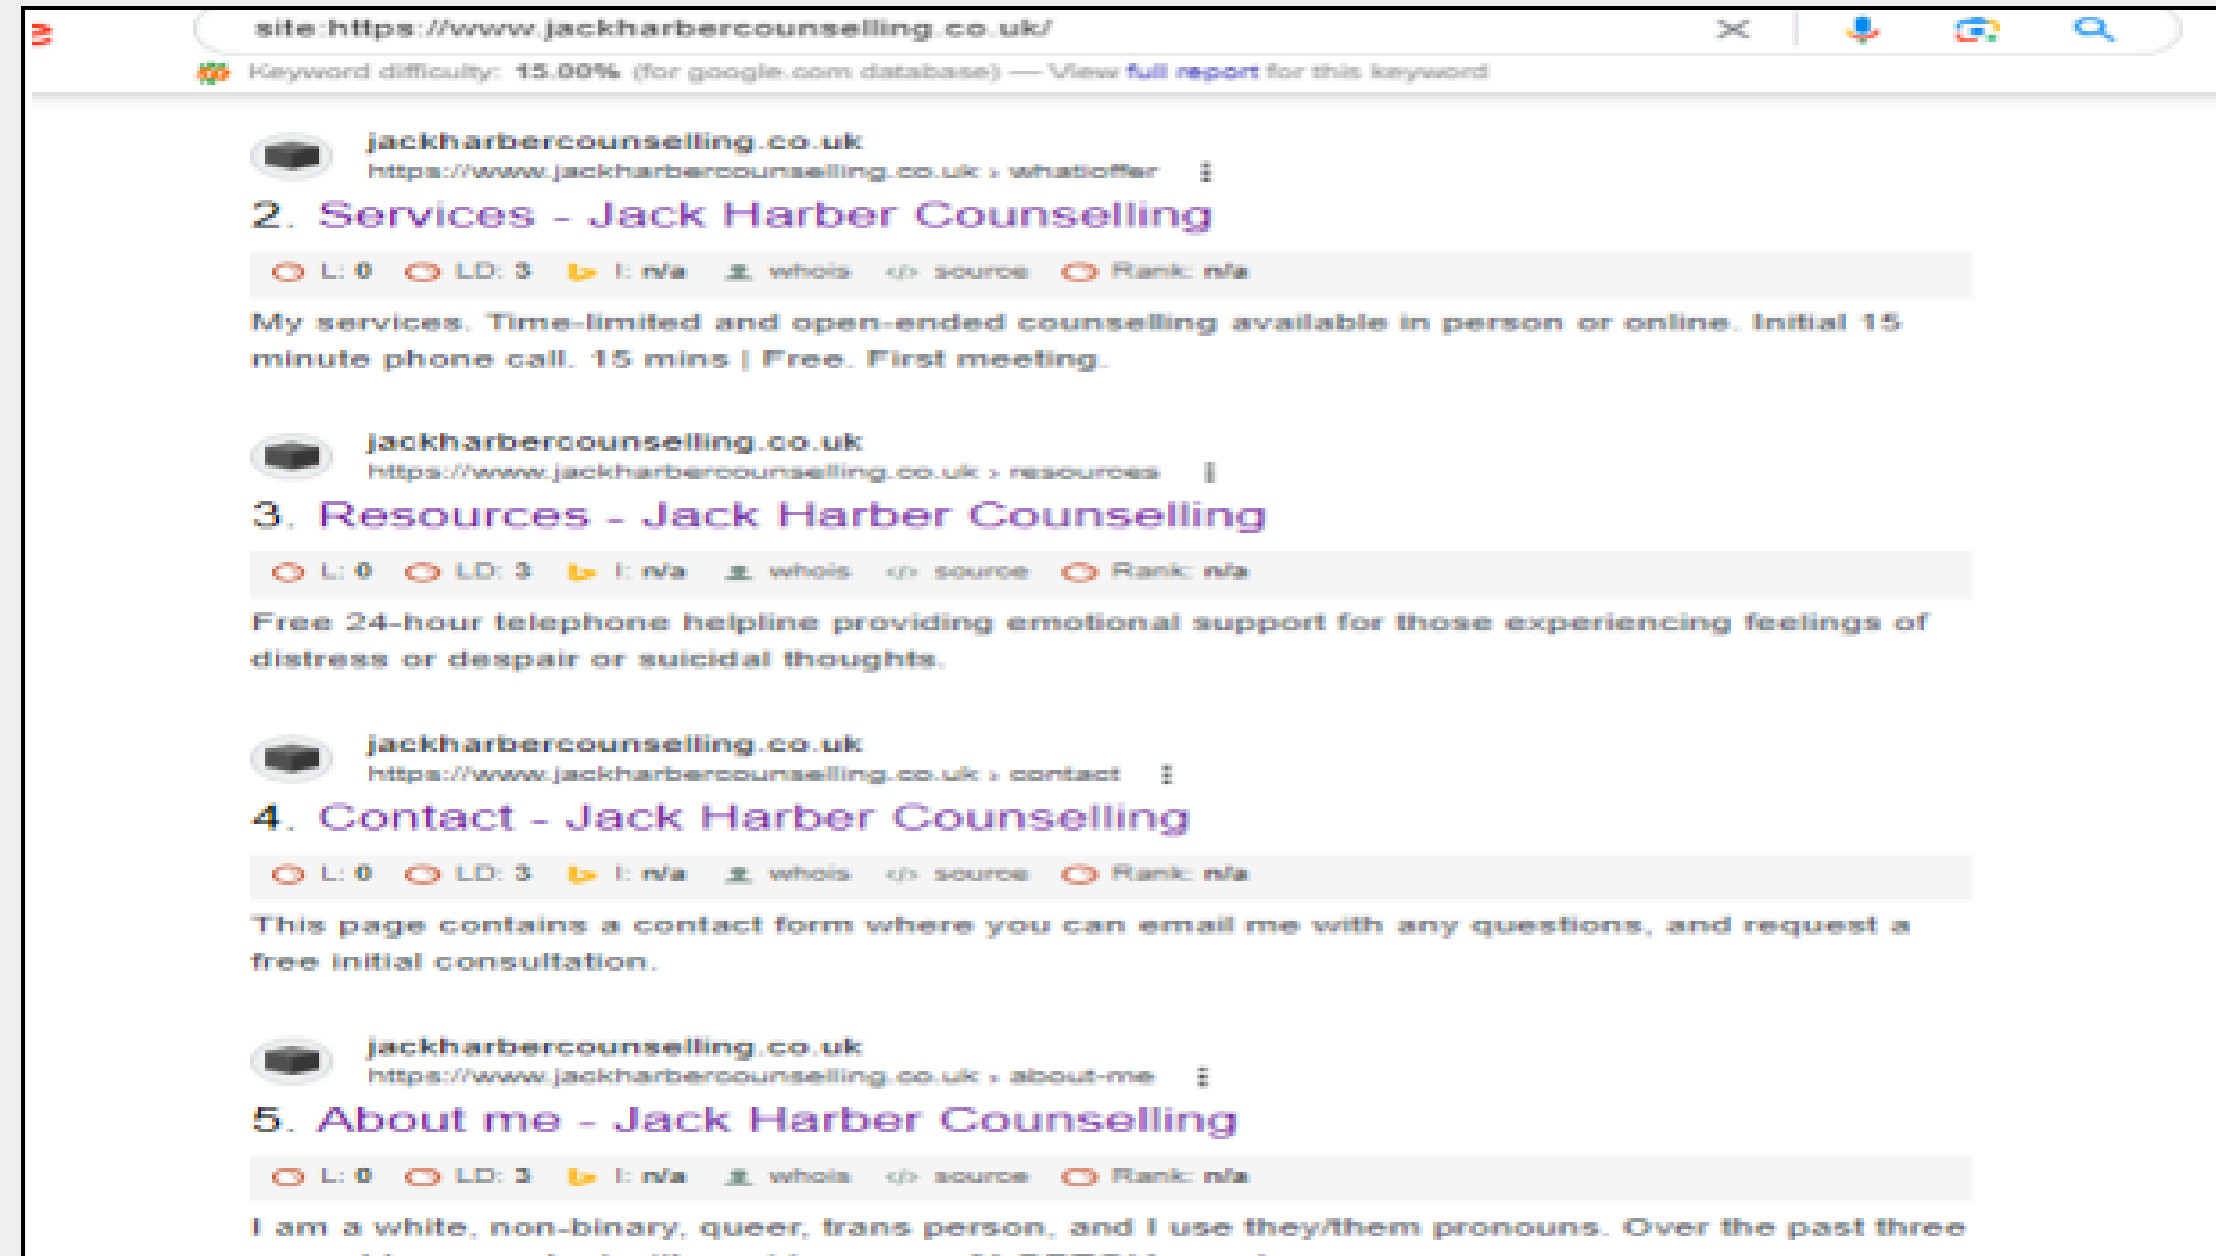 site:https://www.jackharbercounselling.co.uk/
Keyword difficulty: 15.00% (for google.com database) — View full report for this keyword
jackharbercounselling.co.uk
https://www.jackharbercounselling.co.uk › whatioffer
2. Services - Jack Harber Counselling
L: 0 LD: 3 I: n/a whois source Rank: n/a
My services. Time-limited and open-ended counselling available in person or online. Initial 15
minute phone call. 15 mins | Free. First meeting.
jackharbercounselling.co.uk
https://www.jackharbercounselling.co.uk › resources
3. Resources - Jack Harber Counselling
L: 0 LD: 3 I: n/a whois source Rank: n/a
Free 24-hour telephone helpline providing emotional support for those experiencing feelings of
distress or despair or suicidal thoughts.
jackharbercounselling.co.uk
https://www.jackharbercounselling.co.uk › contact
4. Contact - Jack Harber Counselling
L: 0 LD: 3 I: n/a whois source Rank: n/a
This page contains a contact form where you can email me with any questions, and request a
free initial consultation.
jackharbercounselling.co.uk
https://www.jackharbercounselling.co.uk › about-me
5. About me - Jack Harber Counselling
L: 0 LD: 3 I: n/a whois source Rank: n/a
I am a white, non-binary, queer, trans person, and I use they/them pronouns. Over the past three